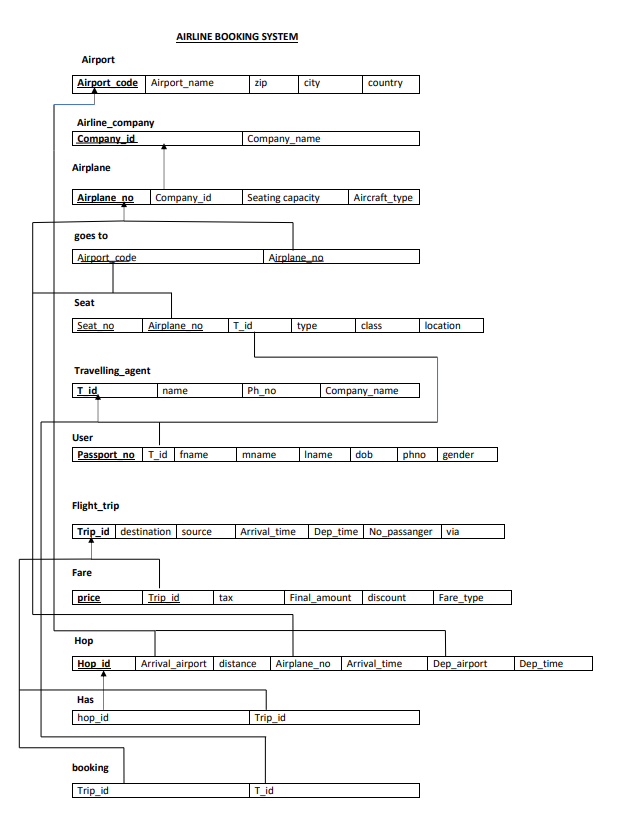 AIRLINE BOOKING SYSTEM
Airport
Airport_code Airport_name zip city country
Airline_company
Company_id Company_name
Airplane
Airplane_no Company_id Seating capacity Aircraft_type
goes to
Airport_code Airplane_no
Seat
Seat_no Airplane_no T_id type class location
Travelling_agent
T_id name Ph_no Company_name
User
Passport_no T_id fname mname lname dob phno gender
Flight_trip
Trip_id destination source Arrival_time Dep_time No_passanger via
Fare
price Trip_id tax Final_amount discount Fare_type
Hop
Hop_id Arrival_airport distance Airplane_no Arrival_time Dep_airport Dep_time
Has
hop_id Trip_id
booking
Trip_id T_id